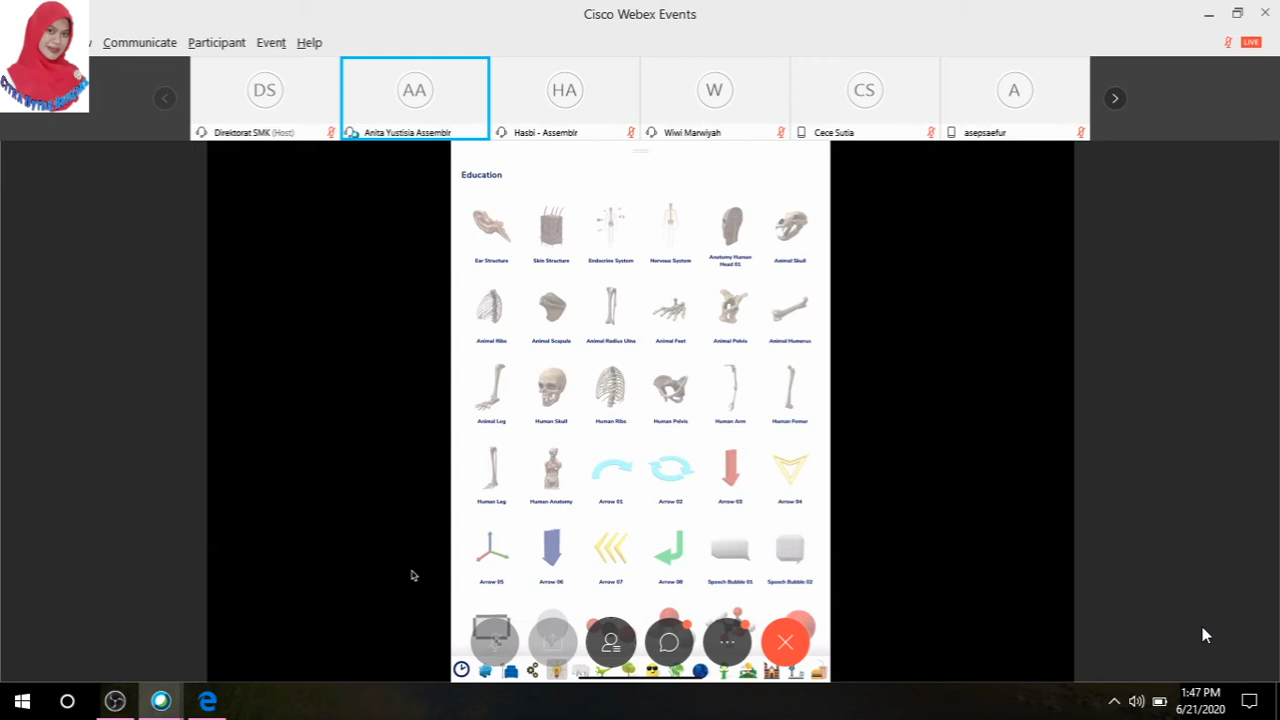 Cisco Webex Events
Communicate Participant Event Help
LIVE
DS AA HA W CS A
Direktorat SMK (Host) Anita Yustisia Assemblr Hasbi - Assemblr Wiwi Marwiyah Cece Sutia asepsaefur
Education
Ear Structure Skin Structure Endocrine System Nervous System Anatomy Human Head 01 Animal Skull
Animal Ribs Animal Scapula Animal Radius Ulna Animal Feet Animal Pelvis Animal Humerus
Animal Leg Human Skull Human Ribs Human Pelvis Human Arm Human Femur
Human Leg Human Anatomy Arrow 01 Arrow 02 Arrow 03 Arrow 04
Arrow 05 Arrow 06 Arrow 07 Arrow 08 Speech Bubble 01 Speech Bubble 02
1:47 PM
6/21/2020